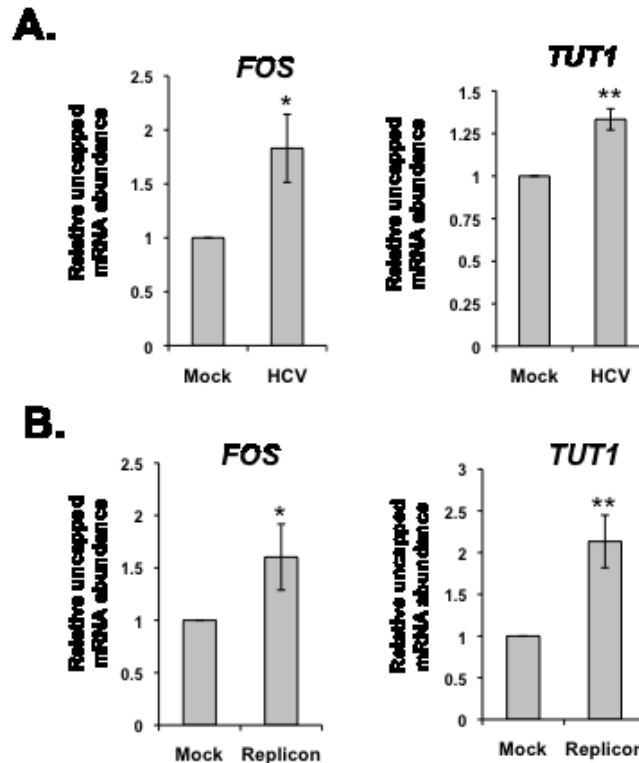 A.
FOS
TUT1
Relative uncapped
mRNA abundance
2.5
2
1.5
1
0.5
0
*
Mock
HCV
Relative uncapped
mRNA abundance
1.5
1.25
1
0.75
0.5
0.25
0
**
Mock
HCV
B.
FOS
TUT1
Relative uncapped
mRNA abundance
2.5
2
1.5
1
0.5
0
*
Mock
Replicon
Relative uncapped
mRNA abundance
3
2.5
2
1.5
1
0.5
0
**
Mock
Replicon